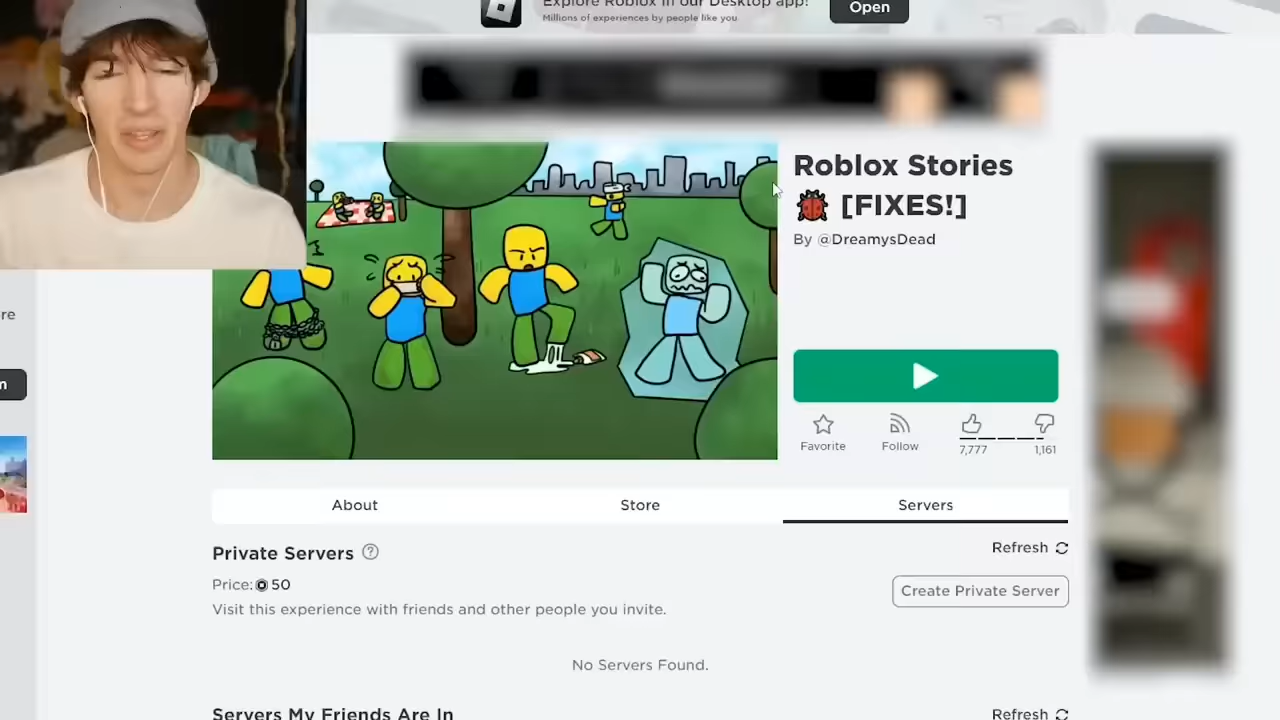 Explore Roblox in our Desktop app!
Millions of experiences by people like you
Open
Roblox Stories
🐞 [FIXES!]
By @DreamysDead
re
n
Favorite
Follow
7,777
1,161
About
Store
Servers
Private Servers ?
Refresh
Price: 50
Create Private Server
Visit this experience with friends and other people you invite.
No Servers Found.
Servers My Friends Are In
Refresh